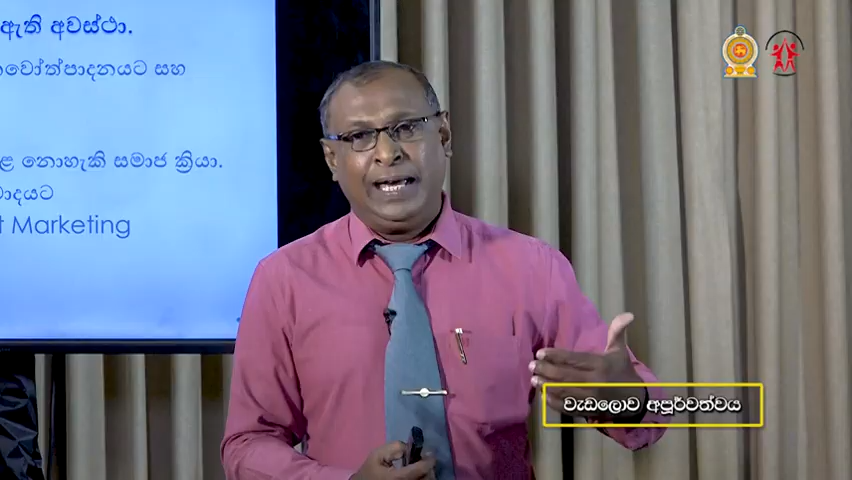 ඇති අවස්ථා.
වෝත්පාදනයට සහ
ළ නොහැකි සමාජ ක්‍රියා.
වාදයට
t Marketing
වැඩලොව අපූර්වත්වය